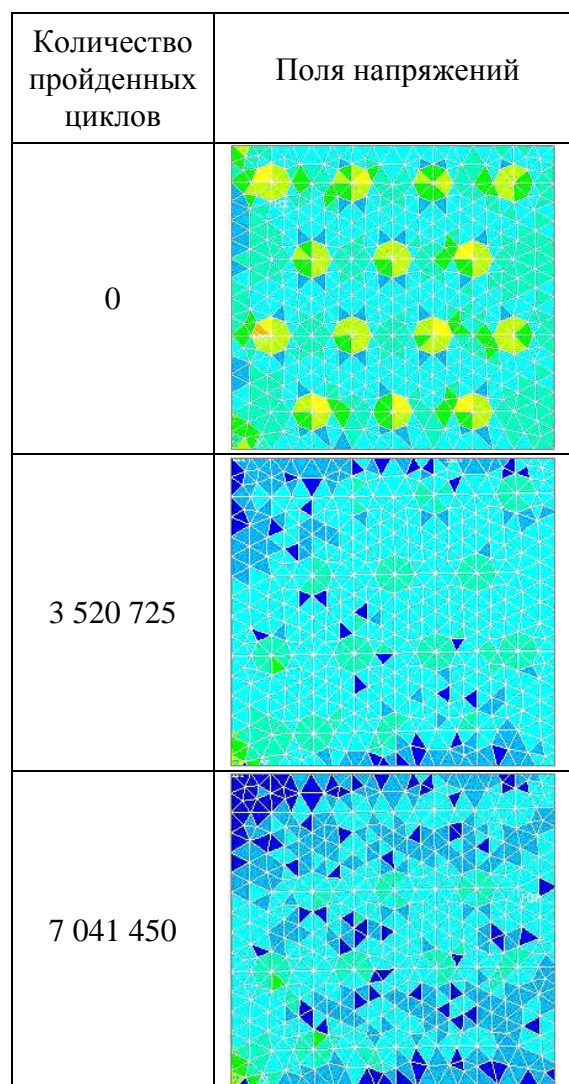 Количество
пройденных
циклов
Поля напряжений
0
3 520 725
7 041 450